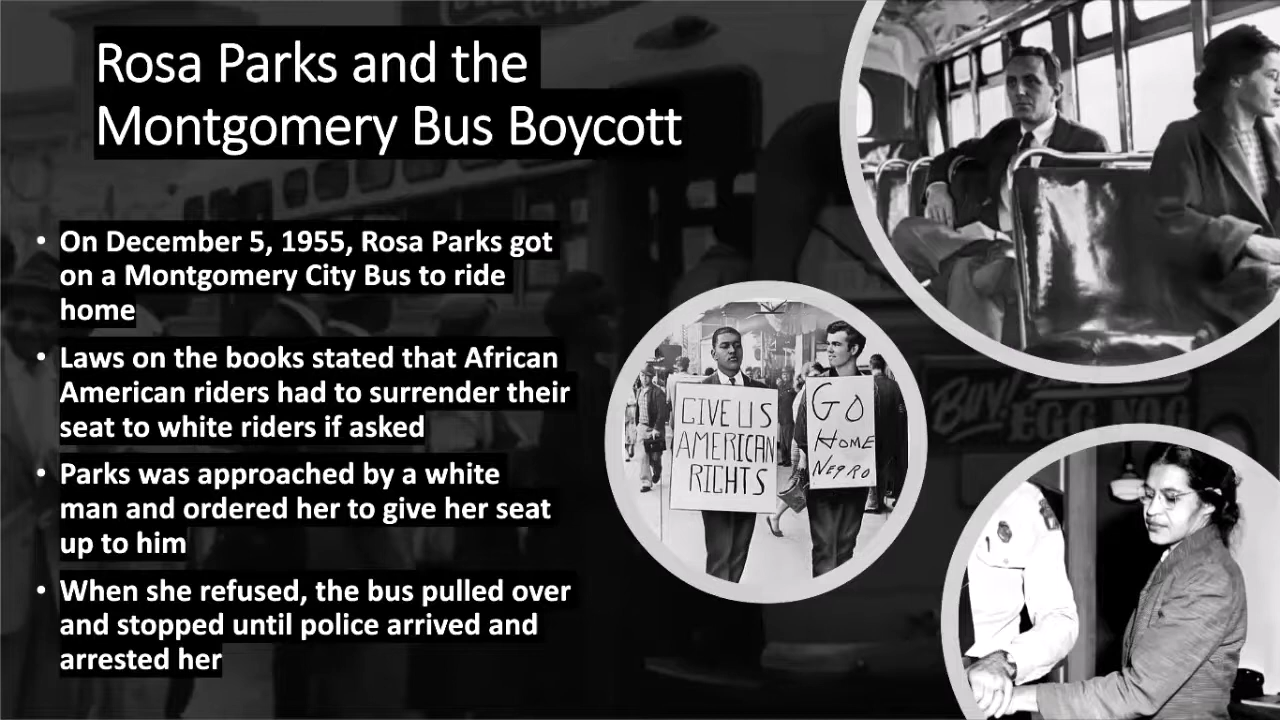 Rosa Parks and the
Montgomery Bus Boycott
• On December 5, 1955, Rosa Parks got
on a Montgomery City Bus to ride
home
• Laws on the books stated that African
American riders had to surrender their
seat to white riders if asked
• Parks was approached by a white
man and ordered her to give her seat
up to him
• When she refused, the bus pulled over
and stopped until police arrived and
arrested her
GIVE US
AMERICAN
RIGHTS
GO
HOME
NEGRO
BUY!
EGG NOG